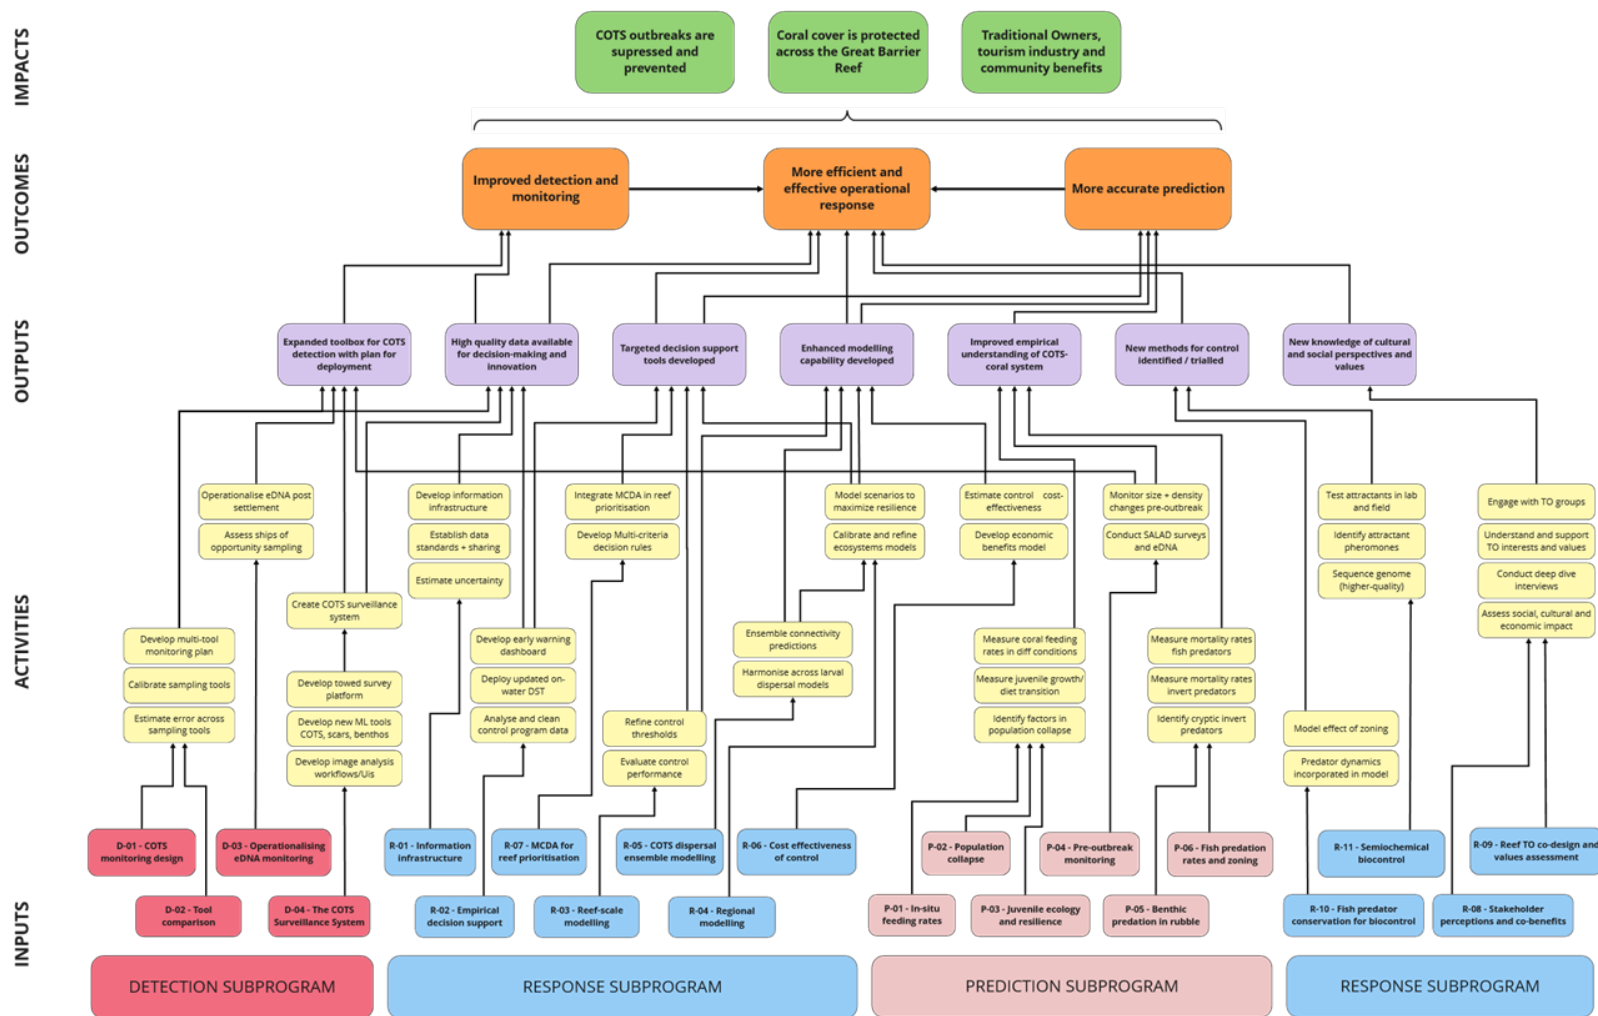 IMPACTS
COTS outbreaks are
supressed and
prevented
Coral cover is protected
across the Great Barrier
Reef
Traditional Owners,
tourism industry and
community benefits
OUTCOMES
Improved detection and
monitoring
More efficient and
effective operational
response
More accurate prediction
OUTPUTS
Expanded toolbox for COTS
detection with plan for
deployment
High quality data available
for decision-making and
innovation
Targeted decision support
tools developed
Enhanced modelling
capability developed
Improved empirical
understanding of COTS-
coral system
New methods for control
identified / trialled
New knowledge of cultural
and social perspectives and
values
ACTIVITIES
Operationalise eDNA post
settlement
Assess ships of
opportunity sampling
Develop information
infrastructure
Establish data
standards + sharing
Estimate uncertainty
Integrate MCDA in reef
prioritisation
Develop Multi-criteria
decision rules
Model scenarios to
maximize resilience
Calibrate and refine
ecosystems models
Estimate control cost-
effectiveness
Develop economic
benefits model
Monitor size + density
changes pre-outbreak
Conduct SALAD surveys
and eDNA
Test attractants in lab
and field
Identify attractant
pheromones
Sequence genome
(higher-quality)
Engage with TO groups
Understand and support
TO interests and values
Conduct deep dive
interviews
Assess social, cultural and
economic impact
Develop multi-tool
monitoring plan
Calibrate sampling tools
Estimate error across
sampling tools
Create COTS surveillance
system
Develop towed survey
platform
Develop new ML tools
COTS, scars, benthos
Develop image analysis
workflows/Uis
Develop early warning
dashboard
Deploy updated on-
water DST
Analyse and clean
control program data
Refine control
thresholds
Evaluate control
performance
Ensemble connectivity
predictions
Harmonise across larval
dispersal models
Measure coral feeding
rates in diff conditions
Measure juvenile growth/
diet transition
Identify factors in
population collapse
Measure mortality rates
fish predators
Measure mortality rates
invert predators
Identify cryptic invert
predators
Model effect of zoning
Predator dynamics
incorporated in model
INPUTS
D-01 - COTS
monitoring design
D-03 - Operationalising
eDNA monitoring
R-01 - Information
infrastructure
R-07 - MCDA for
reef prioritisation
R-05 - COTS dispersal
ensemble modelling
R-06 - Cost effectiveness
of control
P-02 - Population
collapse
P-04 - Pre-outbreak
monitoring
P-06 - Fish predation
rates and zoning
R-11 - Semiochemical
biocontrol
R-09 - Reef TO co-design and
values assessment
D-02 - Tool
comparison
D-04 - The COTS
Surveillance System
R-02 - Empirical
decision support
R-03 - Reef-scale
modelling
R-04 - Regional
modelling
P-01 - In-situ
feeding rates
P-03 - Juvenile ecology
and resilience
P-05 - Benthic
predation in rubble
R-10 - Fish predator
conservation for biocontrol
R-08 - Stakeholder
perceptions and co-benefits
DETECTION SUBPROGRAM
RESPONSE SUBPROGRAM
PREDICTION SUBPROGRAM
RESPONSE SUBPROGRAM